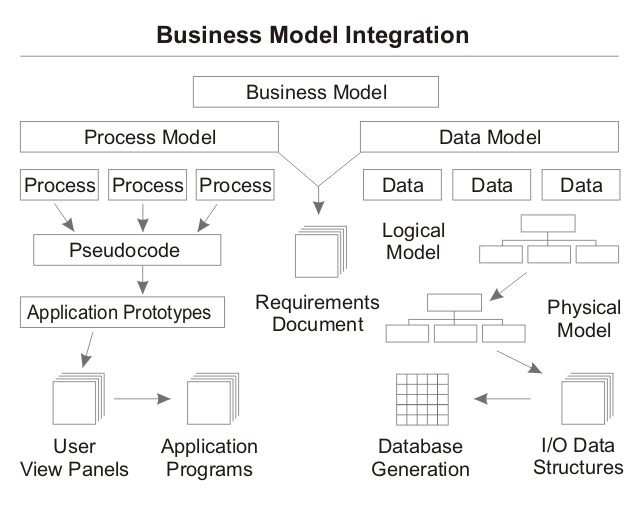 Business Model Integration
Business Model
Process Model
Data Model
Process
Process
Process
Data
Data
Data
Pseudocode
Logical
Model
Application Prototypes
Requirements
Document
Physical
Model
User
View Panels
Application
Programs
Database
Generation
I/O Data
Structures